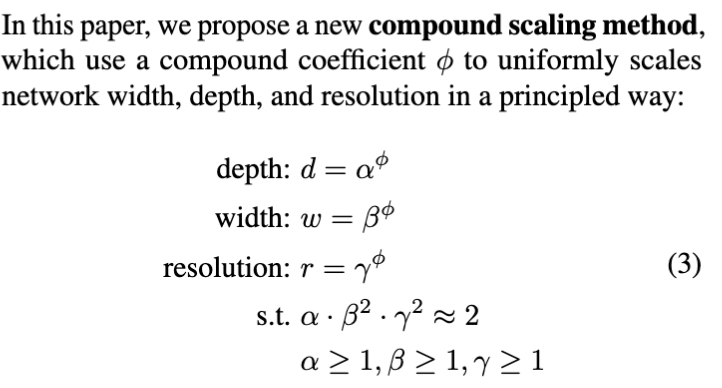 In this paper, we propose a new compound scaling method,
which use a compound coefficient ϕ to uniformly scales
network width, depth, and resolution in a principled way:
depth: d = α^ϕ
width: w = β^ϕ
resolution: r = γ^ϕ (3)
s.t. α · β² · γ² ≈ 2
α ≥ 1, β ≥ 1, γ ≥ 1